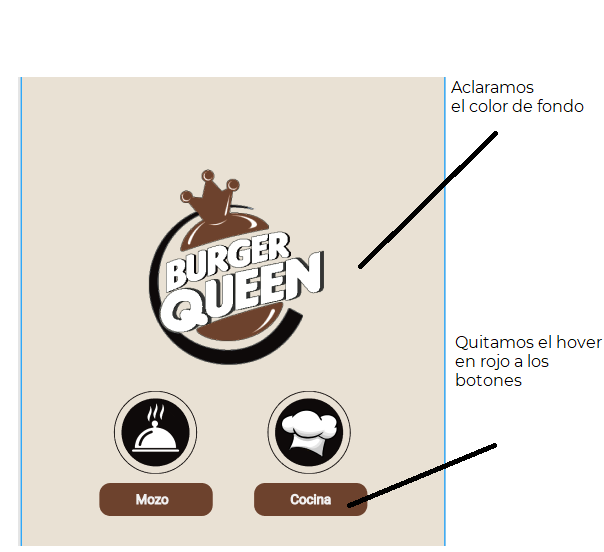 Aclaramos
el color de fondo
BURGER
QUEEN
Quitamos el hover
en rojo a los
botones
Mozo
Cocina